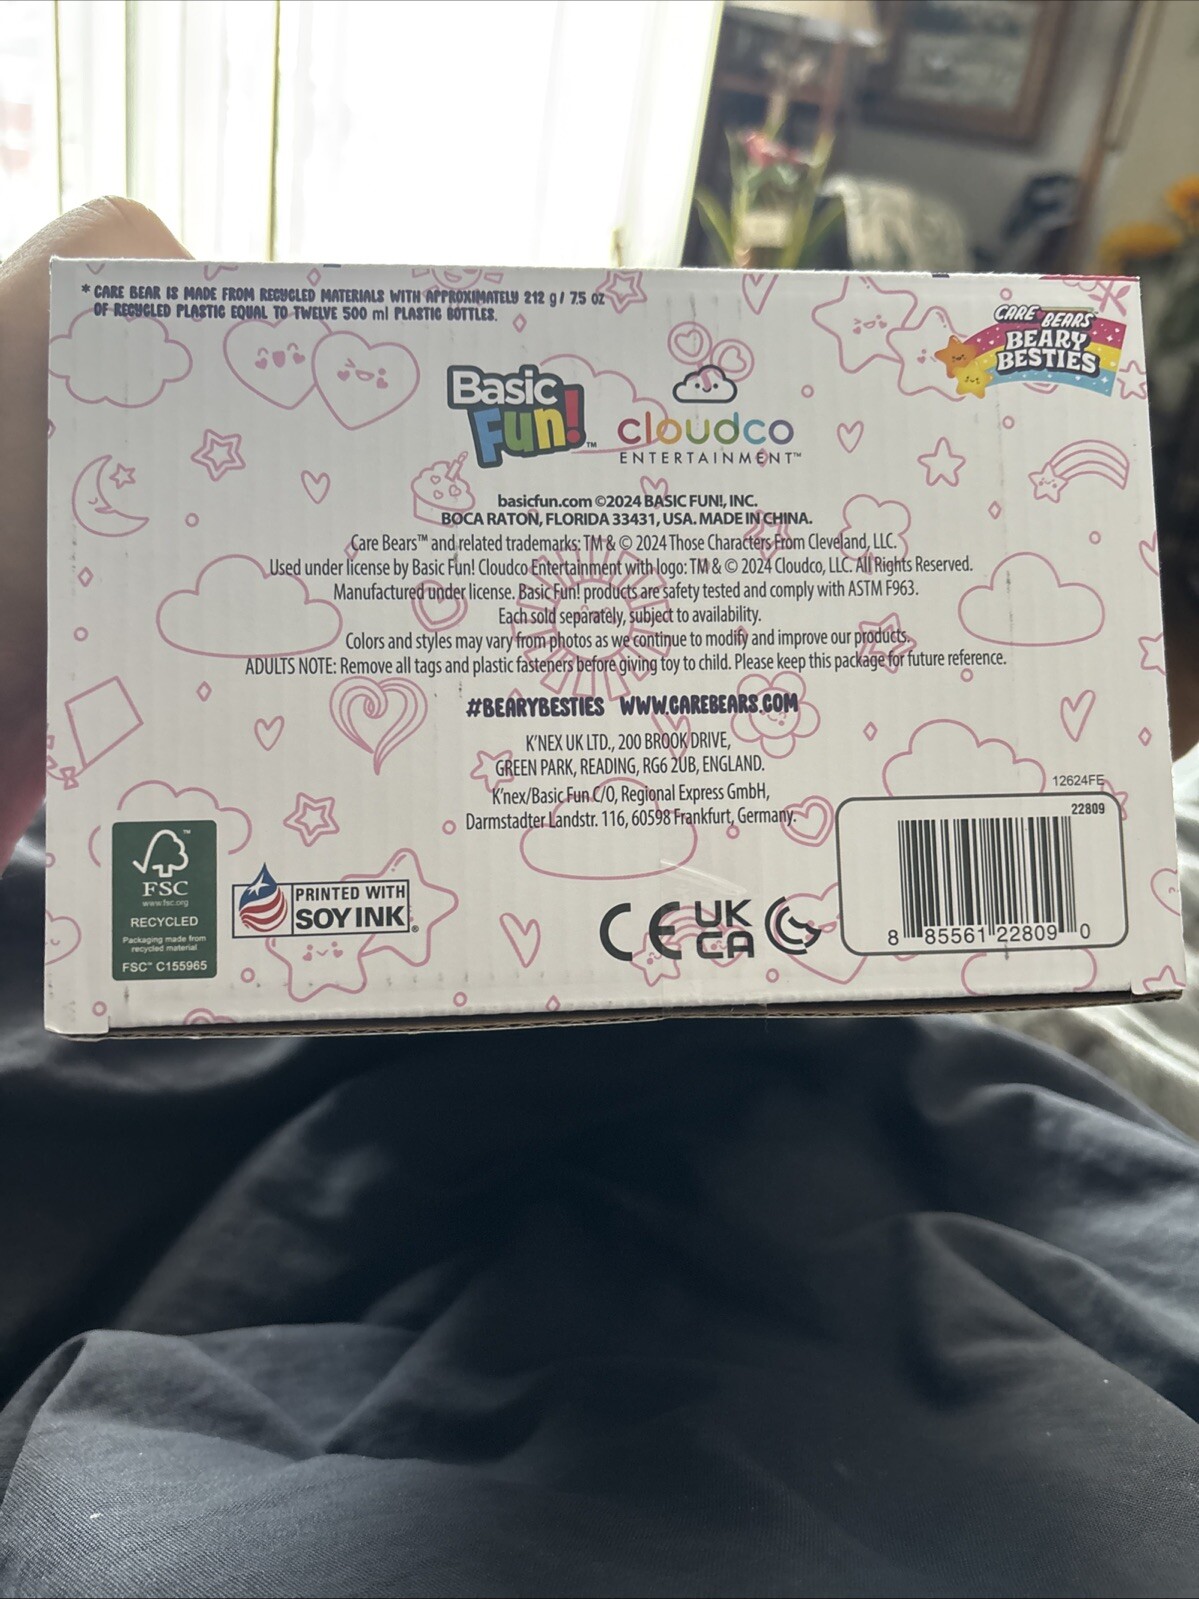 * CARE BEAR IS MADE FROM RECYCLED MATERIALS WITH APPROXIMATELY 212 g / 7.5 oz
OF RECYCLED PLASTIC EQUAL TO TWELVE 500 ml PLASTIC BOTTLES.
CARE BEARS
BEARY
BESTIES
Basic
Fun!™
cloudco
ENTERTAINMENT™
basicfun.com ©2024 BASIC FUN!, INC.
BOCA RATON, FLORIDA 33431, USA. MADE IN CHINA.
Care Bears™ and related trademarks: TM & © 2024 Those Characters From Cleveland, LLC.
Used under license by Basic Fun! Cloudco Entertainment with logo: TM & © 2024 Cloudco, LLC. All Rights Reserved.
Manufactured under license. Basic Fun! products are safety tested and comply with ASTM F963.
Each sold separately, subject to availability.
Colors and styles may vary from photos as we continue to modify and improve our products.
ADULTS NOTE: Remove all tags and plastic fasteners before giving toy to child. Please keep this package for future reference.
#BEARYBESTIES WWW.CAREBEARS.COM
K'NEX UK LTD., 200 BROOK DRIVE,
GREEN PARK, READING, RG6 2UB, ENGLAND.
K'nex/Basic Fun C/O, Regional Express GmbH,
Darmstadter Landstr. 116, 60598 Frankfurt, Germany.
12624FE
22809
8 85561 22809 0
™
FSC
www.fsc.org
RECYCLED
Packaging made from
recycled material
FSC™ C155965
PRINTED WITH
SOY INK®
CE UK
CA